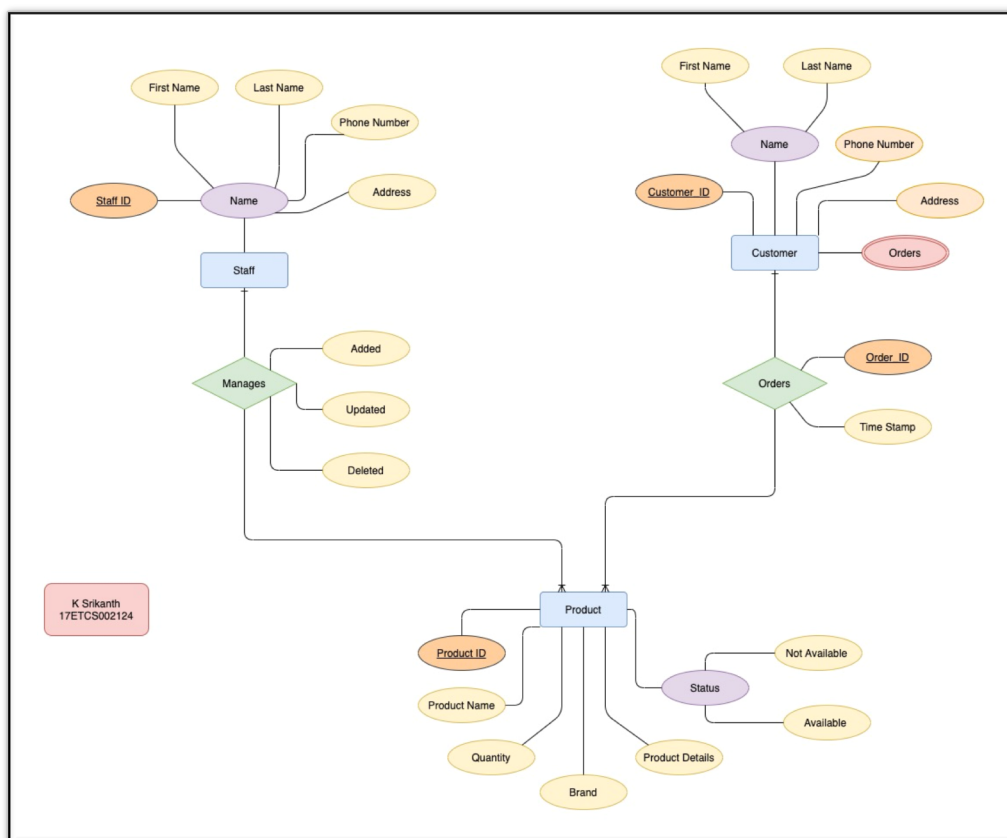 First Name
Last Name
Phone Number
Staff ID
Name
Address
Staff
Manages
Added
Updated
Deleted
First Name
Last Name
Name
Phone Number
Customer_ID
Address
Customer
Orders
Orders
Order_ID
Time Stamp
K Srikanth
17ETCS002124
Product
Product ID
Product Name
Quantity
Brand
Product Details
Status
Not Available
Available